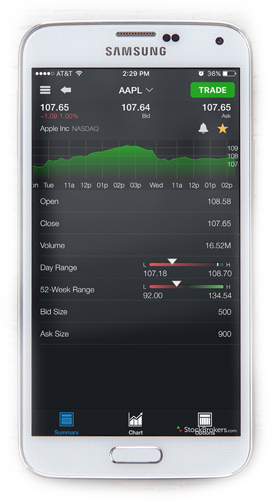 SAMSUNG
AT&T 2:29 PM 36%
AAPL TRADE
107.65 107.64 107.65
-1.09 1.00% Bid Ask
Apple Inc NASDAQ
109
108
107
on Tue 11a 12p 01p 02p 03p Wed 11a 12p 01p 02p
Open 108.58
Close 107.65
Volume 16.52M
Day Range L H
107.18 108.70
52-Week Range L H
92.00 134.54
Bid Size 500
Ask Size 900
StockBrokers.com
Summary Chart